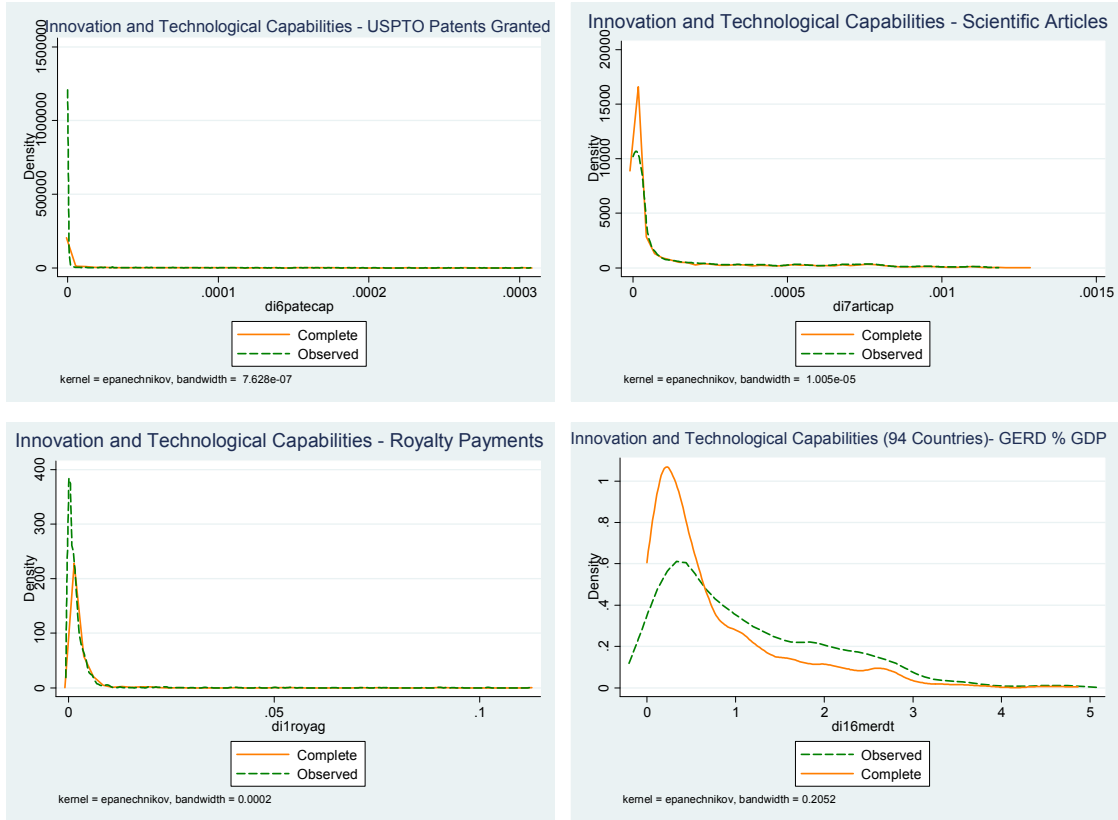 Innovation and Technological Capabilities - USPTO Patents Granted
1500000
1000000
500000
0
Density
0 .0001 .0002 .0003
di6patecap
Complete
Observed
kernel = epanechnikov, bandwidth = 7.628e-07
Innovation and Technological Capabilities - Scientific Articles
20000
15000
10000
5000
0
Density
0 .0005 .001 .0015
di7articap
Complete
Observed
kernel = epanechnikov, bandwidth = 1.005e-05
Innovation and Technological Capabilities - Royalty Payments
400
300
200
100
0
Density
0 .05 .1
di1royag
Complete
Observed
kernel = epanechnikov, bandwidth = 0.0002
Innovation and Technological Capabilities (94 Countries)- GERD % GDP
1
.8
.6
.4
.2
0
Density
0 1 2 3 4 5
di16merdt
Observed
Complete
kernel = epanechnikov, bandwidth = 0.2052